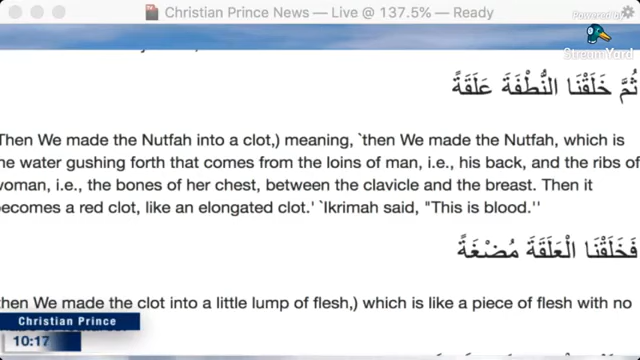 Christian Prince News — Live @ 137.5% — Ready
Powered by
StreamYard
ثُمَّ خَلَقْنَا النُّطْفَةَ عَلَقَةً
Then We made the Nutfah into a clot,) meaning, `then We made the Nutfah, which is
he water gushing forth that comes from the loins of man, i.e., his back, and the ribs of
woman, i.e., the bones of her chest, between the clavicle and the breast. Then it
ecomes a red clot, like an elongated clot.' `Ikrimah said, "This is blood.''
فَخَلَقْنَا الْعَلَقَةَ مُضْغَةً
then We made the clot into a little lump of flesh,) which is like a piece of flesh with no
Christian Prince
10:17